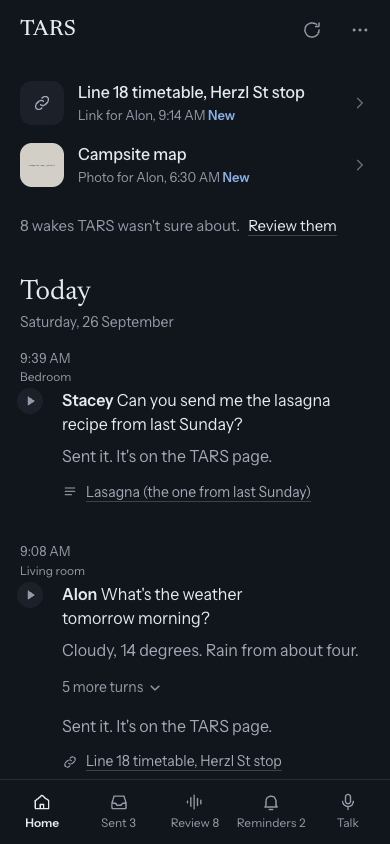 TARS
Line 18 timetable, Herzl St stop
Link for Alon, 9:14 AM New
Campsite map
Photo for Alon, 6:30 AM New
8 wakes TARS wasn't sure about. Review them
Today
Saturday, 26 September
9:39 AM
Bedroom
Stacey Can you send me the lasagna
recipe from last Sunday?
Sent it. It's on the TARS page.
Lasagna (the one from last Sunday)
9:08 AM
Living room
Alon What's the weather
tomorrow morning?
Cloudy, 14 degrees. Rain from about four.
5 more turns
Sent it. It's on the TARS page.
Line 18 timetable, Herzl St stop
Home
Sent 3
Review 8
Reminders 2
Talk